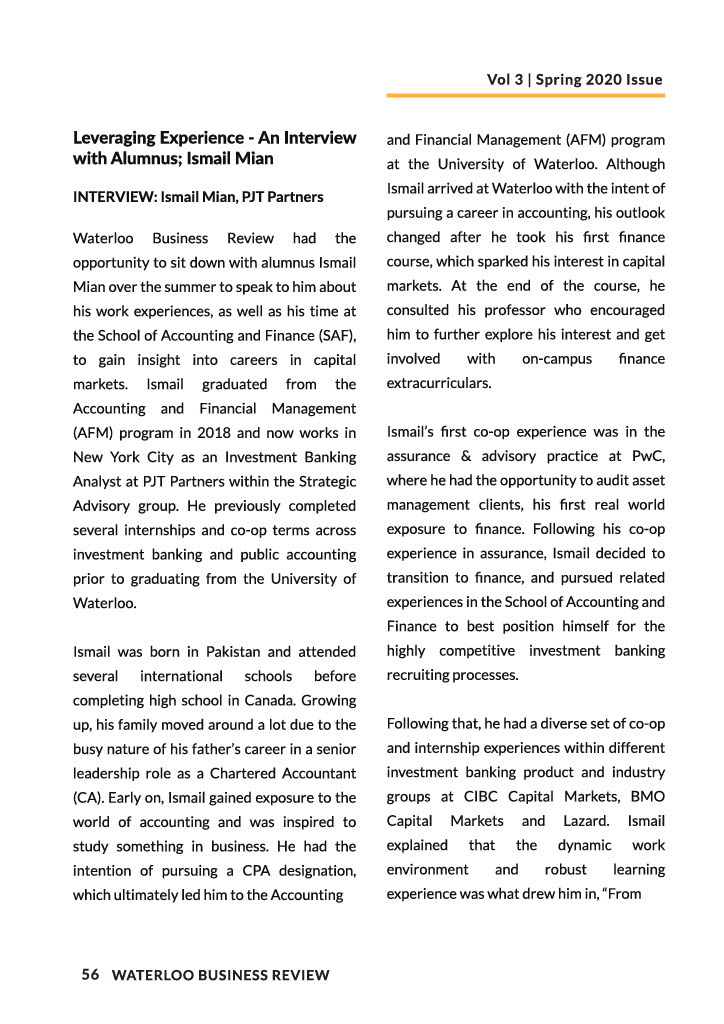 Vol 3 | Spring 2020 Issue
Leveraging Experience - An Interview
with Alumnus; Ismail Mian
INTERVIEW: Ismail Mian, PJT Partners
Waterloo Business Review had the
opportunity to sit down with alumnus Ismail
Mian over the summer to speak to him about
his work experiences, as well as his time at
the School of Accounting and Finance (SAF),
to gain insight into careers in capital
markets. Ismail graduated from the
Accounting and Financial Management
(AFM) program in 2018 and now works in
New York City as an Investment Banking
Analyst at PJT Partners within the Strategic
Advisory group. He previously completed
several internships and co-op terms across
investment banking and public accounting
prior to graduating from the University of
Waterloo.
Ismail was born in Pakistan and attended
several international schools before
completing high school in Canada. Growing
up, his family moved around a lot due to the
busy nature of his father's career in a senior
leadership role as a Chartered Accountant
(CA). Early on, Ismail gained exposure to the
world of accounting and was inspired to
study something in business. He had the
intention of pursuing a CPA designation,
which ultimately led him to the Accounting
and Financial Management (AFM) program
at the University of Waterloo. Although
Ismail arrived at Waterloo with the intent of
pursuing a career in accounting, his outlook
changed after he took his first finance
course, which sparked his interest in capital
markets. At the end of the course, he
consulted his professor who encouraged
him to further explore his interest and get
involved with on-campus finance
extracurriculars.
Ismail's first co-op experience was in the
assurance & advisory practice at PwC,
where he had the opportunity to audit asset
management clients, his first real world
exposure to finance. Following his co-op
experience in assurance, Ismail decided to
transition to finance, and pursued related
experiences in the School of Accounting and
Finance to best position himself for the
highly competitive investment banking
recruiting processes.
Following that, he had a diverse set of co-op
and internship experiences within different
investment banking product and industry
groups at CIBC Capital Markets, BMO
Capital Markets and Lazard. Ismail
explained that the dynamic work
environment and robust learning
experience was what drew him in, “From
56 WATERLOO BUSINESS REVIEW